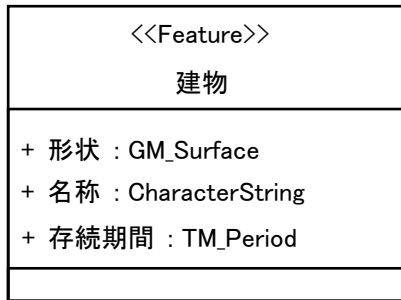 <<Feature>>
建物
+ 形状 : GM_Surface
+ 名称 : CharacterString
+ 存続期間 : TM_Period